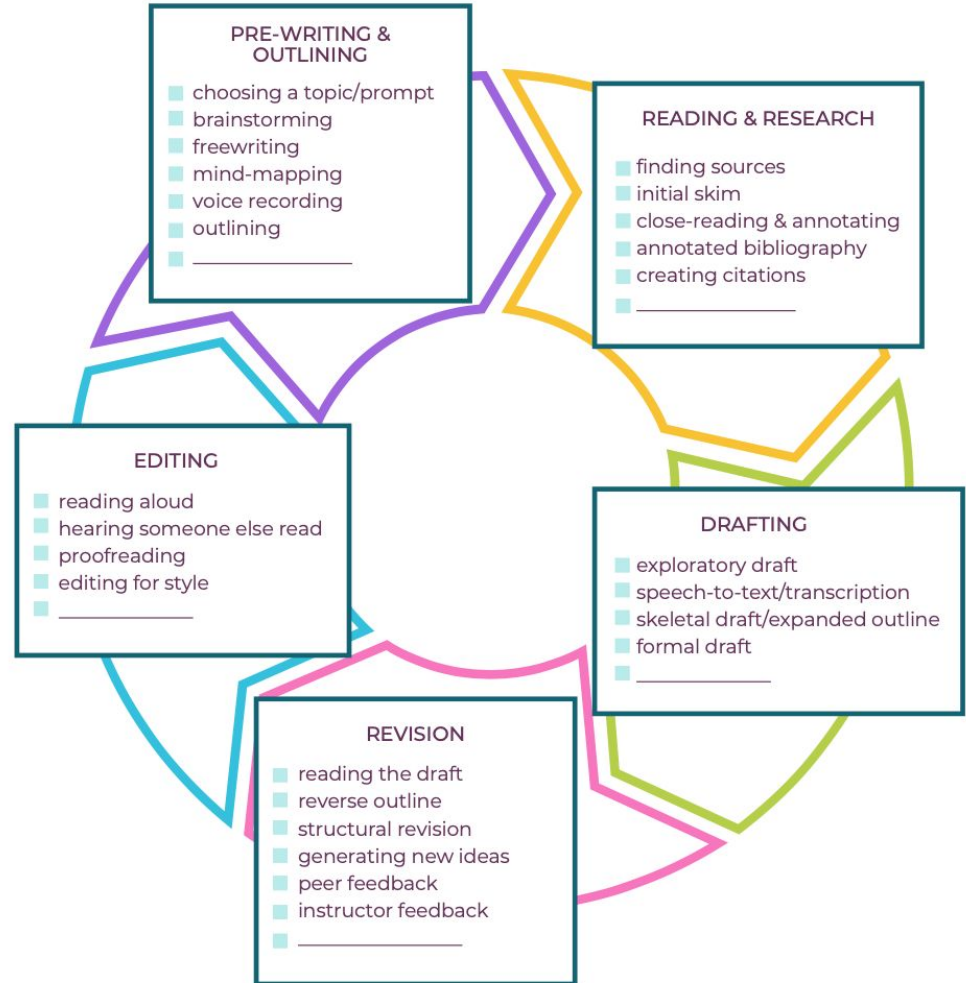 PRE-WRITING &
OUTLINING
choosing a topic/prompt
brainstorming
freewriting
mind-mapping
voice recording
outlining
READING & RESEARCH
finding sources
initial skim
close-reading & annotating
annotated bibliography
creating citations
DRAFTING
exploratory draft
speech-to-text/transcription
skeletal draft/expanded outline
formal draft
REVISION
reading the draft
reverse outline
structural revision
generating new ideas
peer feedback
instructor feedback
EDITING
reading aloud
hearing someone else read
proofreading
editing for style